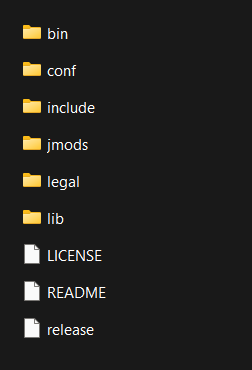 bin
conf
include
jmods
legal
lib
LICENSE
README
release